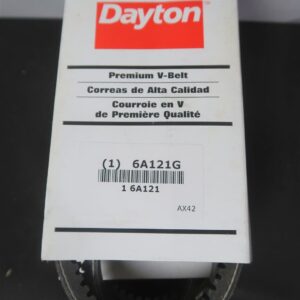 Dayton
Premium V-Belt
Correas de Alta Calidad
Courroie en V
de Première Qualité
(1) 6A121G
1 6A121
AX42